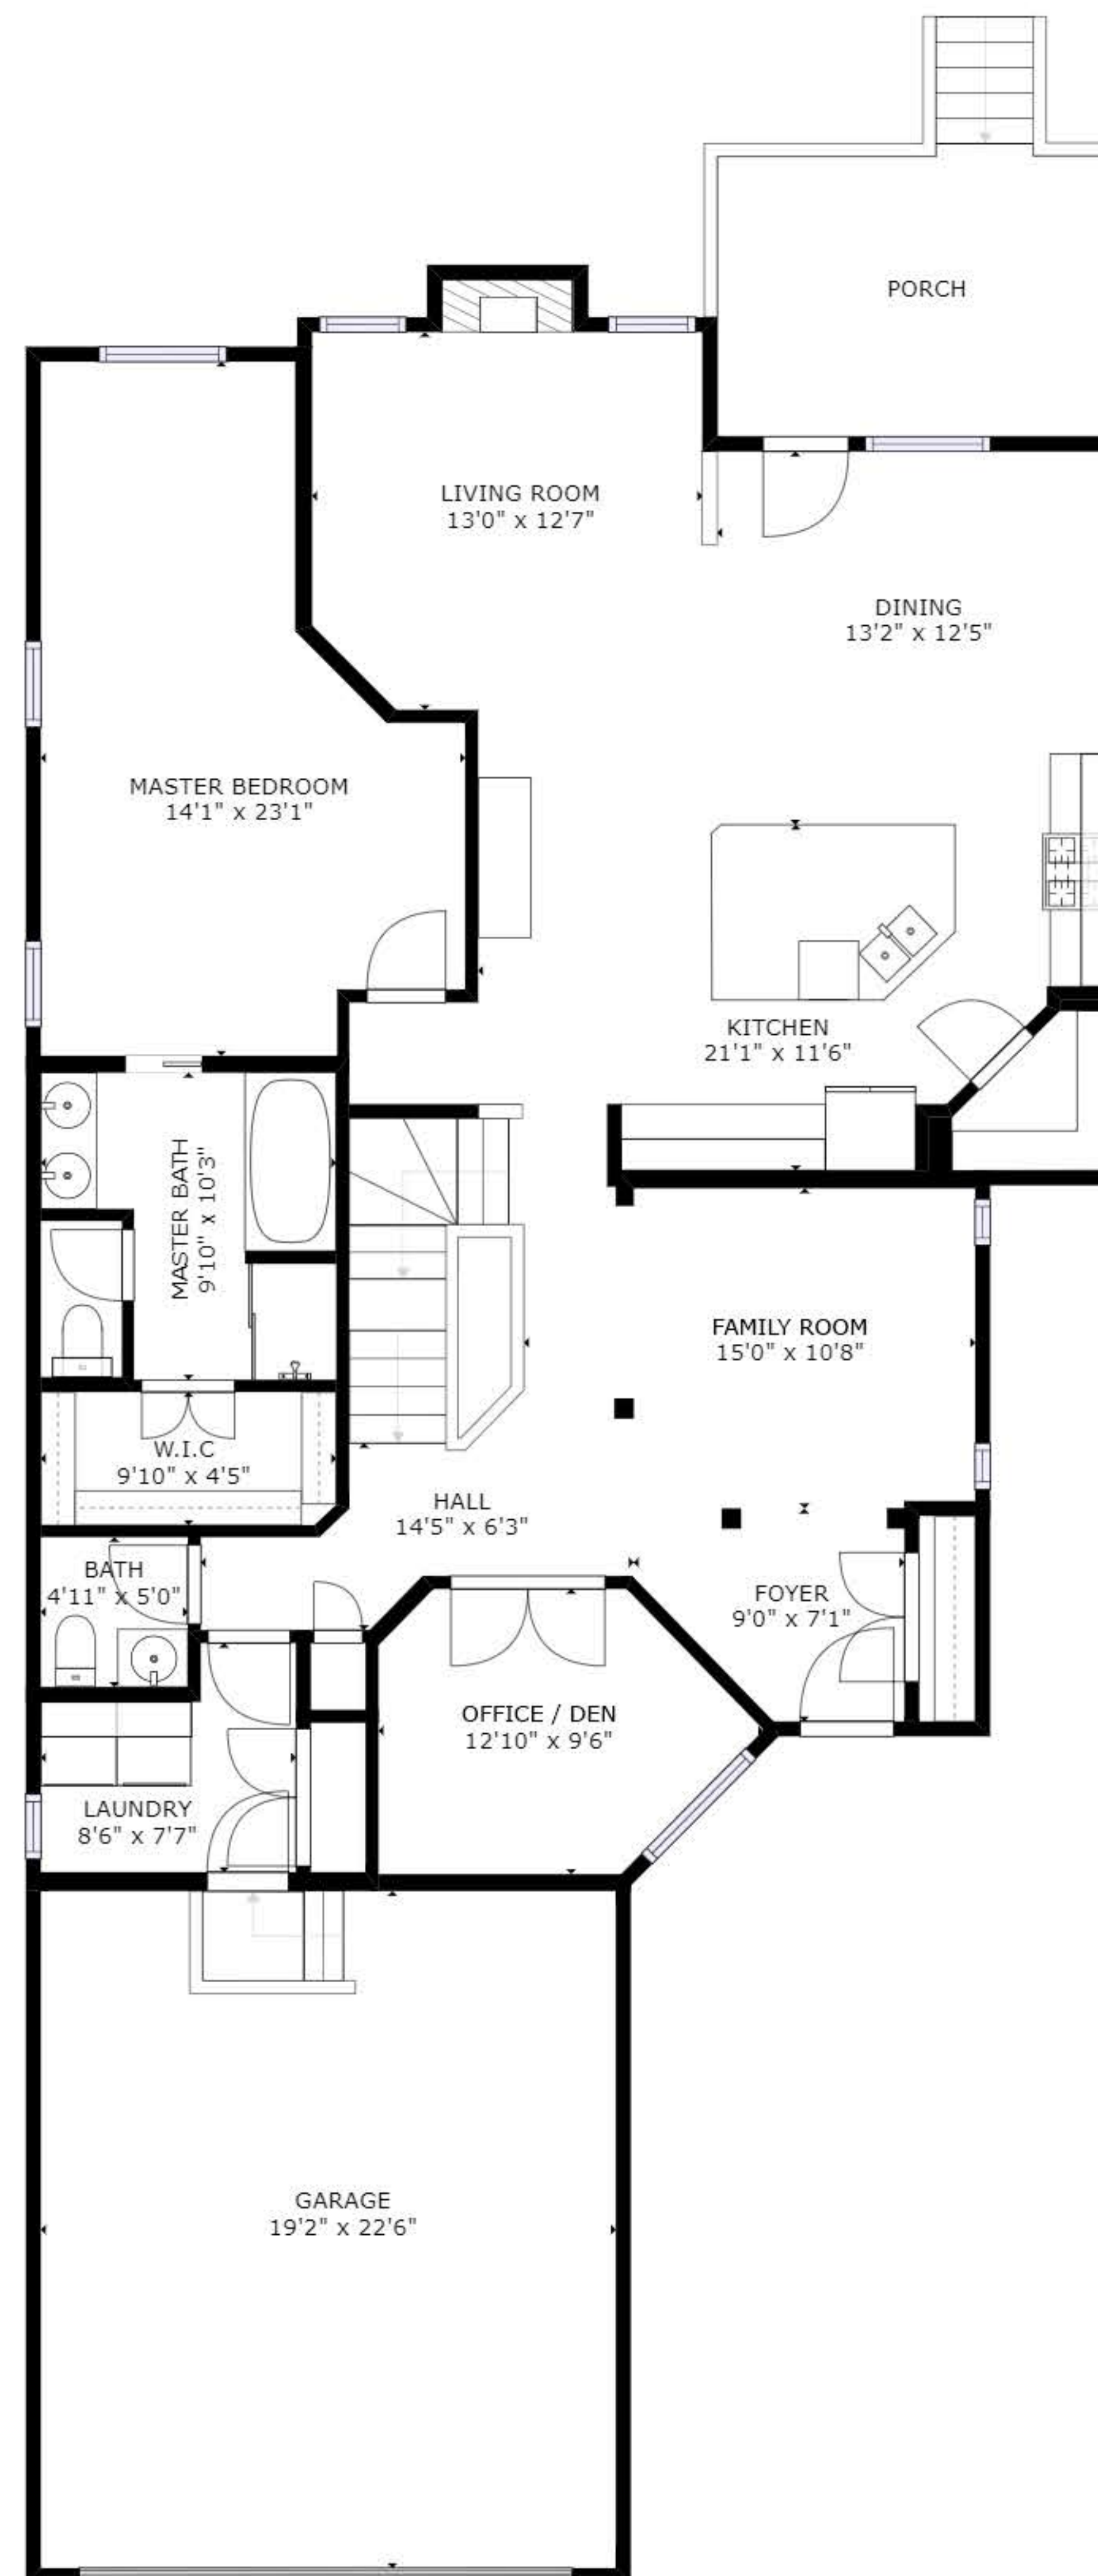 PORCH
LIVING ROOM
13'0" x 12'7"
DINING
13'2" x 12'5"
MASTER BEDROOM
14'1" x 23'1"
KITCHEN
21'1" x 11'6"
MASTER BATH
9'10" x 10'3"
FAMILY ROOM
15'0" x 10'8"
W.I.C
9'10" x 4'5"
HALL
14'5" x 6'3"
BATH
4'11" x 5'0"
FOYER
9'0" x 7'1"
OFFICE / DEN
12'10" x 9'6"
LAUNDRY
8'6" x 7'7"
GARAGE
19'2" x 22'6"